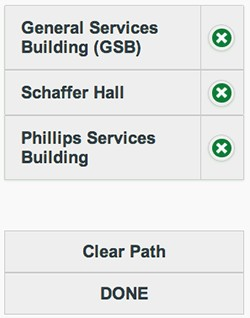 General Services
Building (GSB)
Schaffer Hall
Phillips Services
Building
Clear Path
DONE